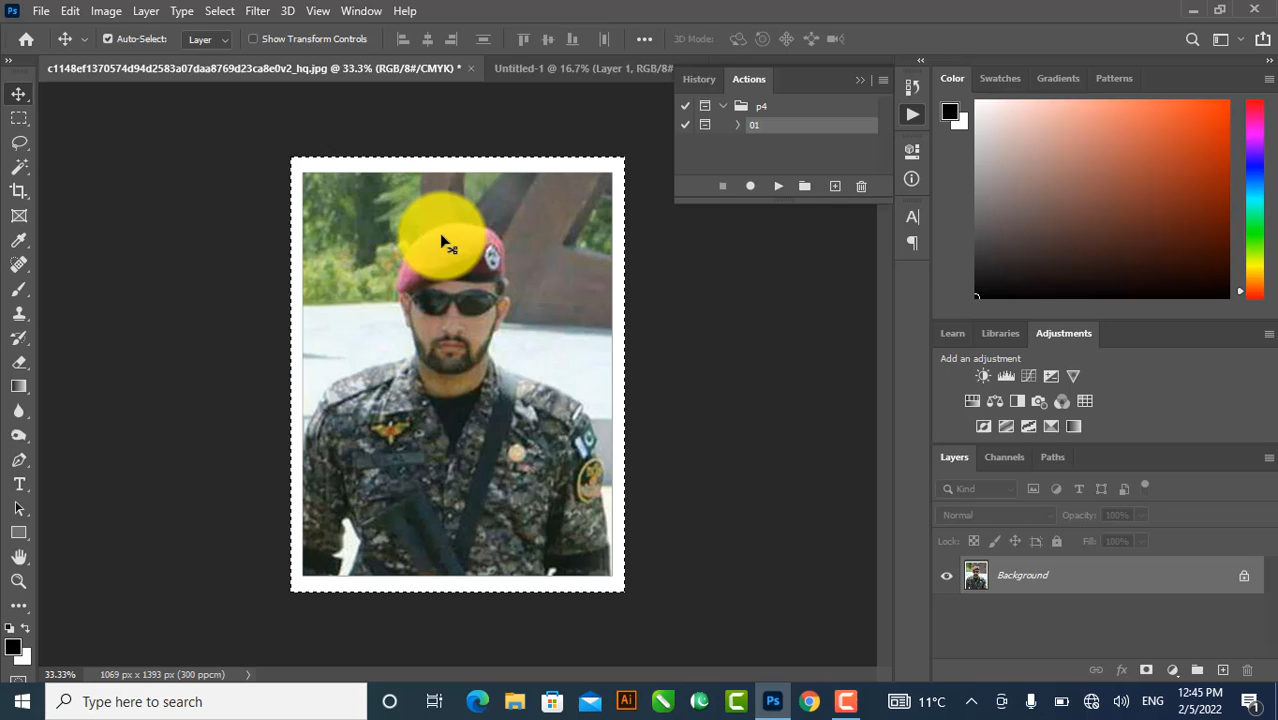 Ps File Edit Image Layer Type Select Filter 3D View Window Help
Auto-Select: Layer Show Transform Controls 3D Mode:
c1148ef1370574d94d2583a07daa8769d23ca8e0v2_hq.jpg @ 33.3% (RGB/8#/CMYK) * × Untitled-1 @ 16.7% (Layer 1, RGB/8#
History Actions
p4
01
Color Swatches Gradients Patterns
Learn Libraries Adjustments
Add an adjustment
Layers Channels Paths
Kind
Normal Opacity: 100%
Lock: Fill: 100%
Background
33.33% 1069 px x 1393 px (300 ppcm)
Type here to search
Ai Ps 11°C ENG
12:45 PM
2/5/2022
1